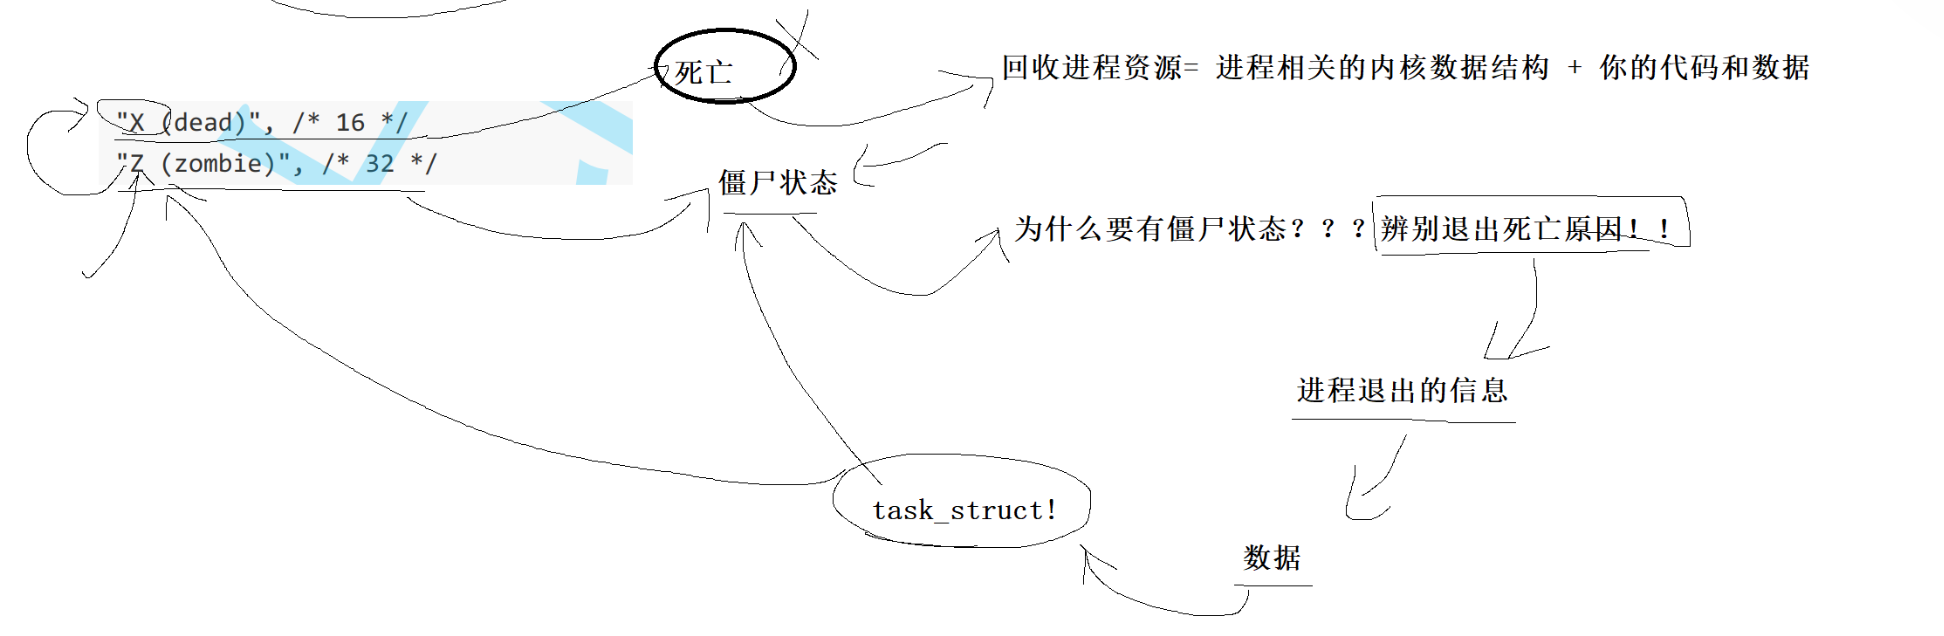 死亡
回收进程资源= 进程相关的内核数据结构 + 你的代码和数据
"X (dead)", /* 16 */
"Z (zombie)", /* 32 */
僵尸状态
为什么要有僵尸状态？？？辨别退出死亡原因！！
进程退出的信息
task_struct!
数据